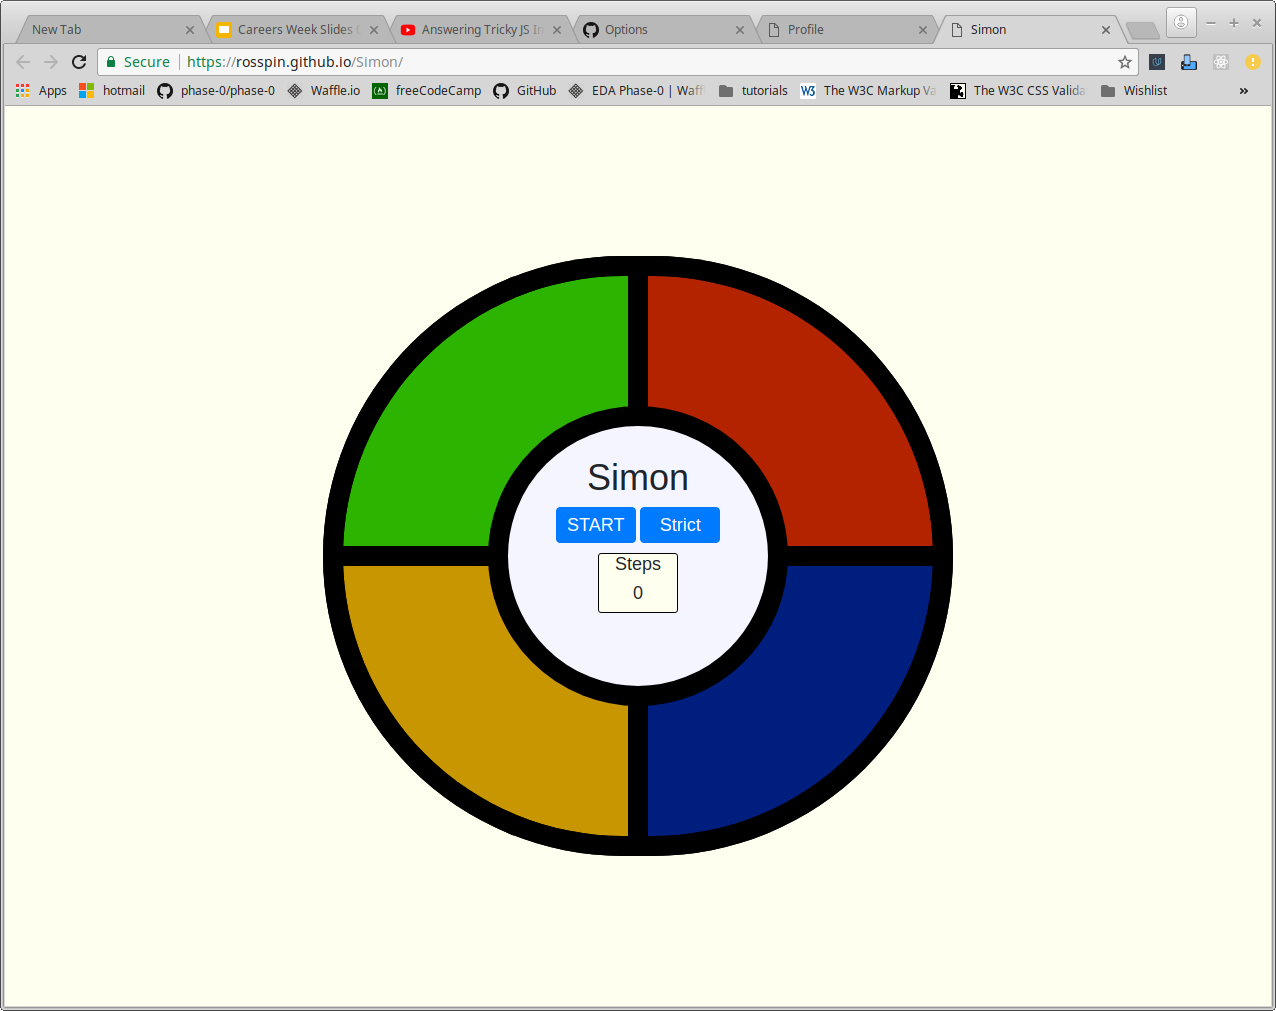 New Tab
Careers Week Slides
Answering Tricky JS In
Options
Profile
Simon
Secure
https://rosspin.github.io/Simon/
Apps
hotmail
phase-0/phase-0
Waffle.io
freeCodeCamp
GitHub
EDA Phase-0 | Waffl
tutorials
W3
The W3C Markup Va
The W3C CSS Valida
Wishlist
»
Simon
START
Strict
Steps
0